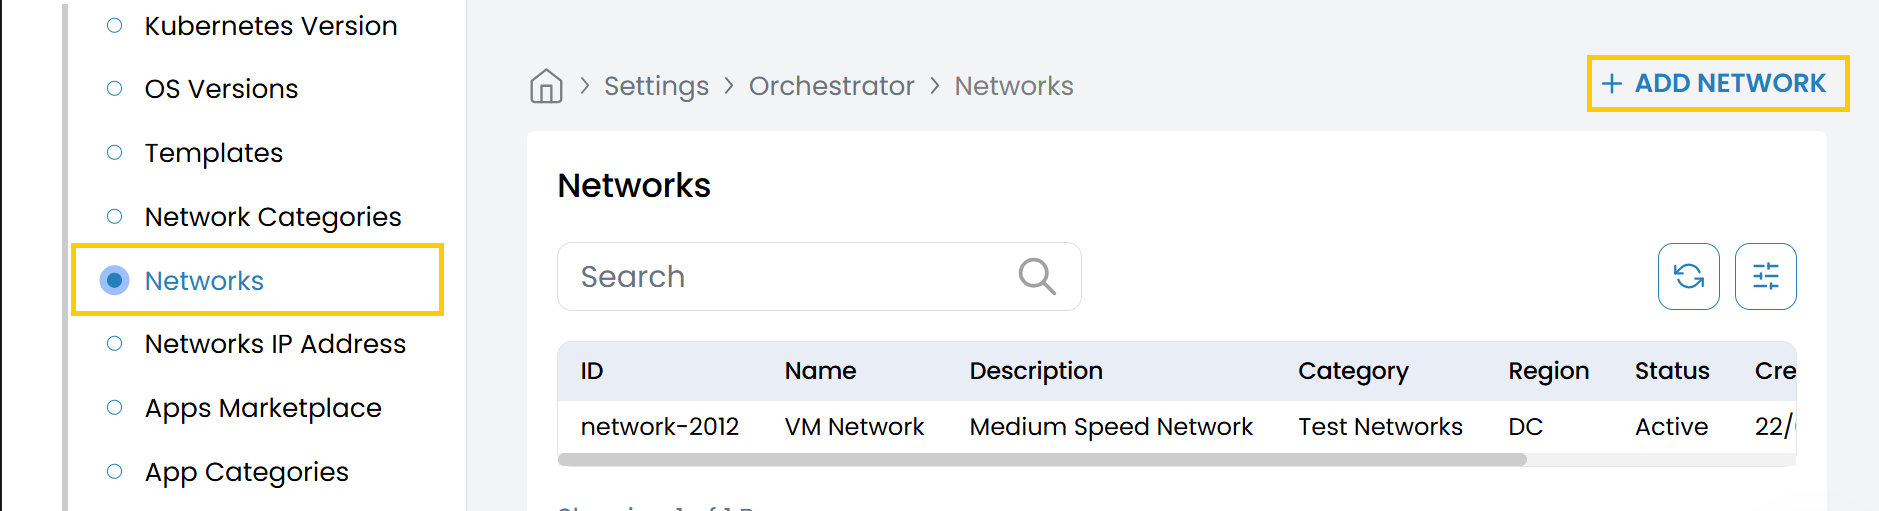 Kubernetes Version
OS Versions
Templates
Network Categories
Networks
Networks IP Address
Apps Marketplace
App Categories
Settings > Orchestrator > Networks
+ ADD NETWORK
Networks
Search
ID Name Description Category Region Status Cre
network-2012 VM Network Medium Speed Network Test Networks DC Active 22/